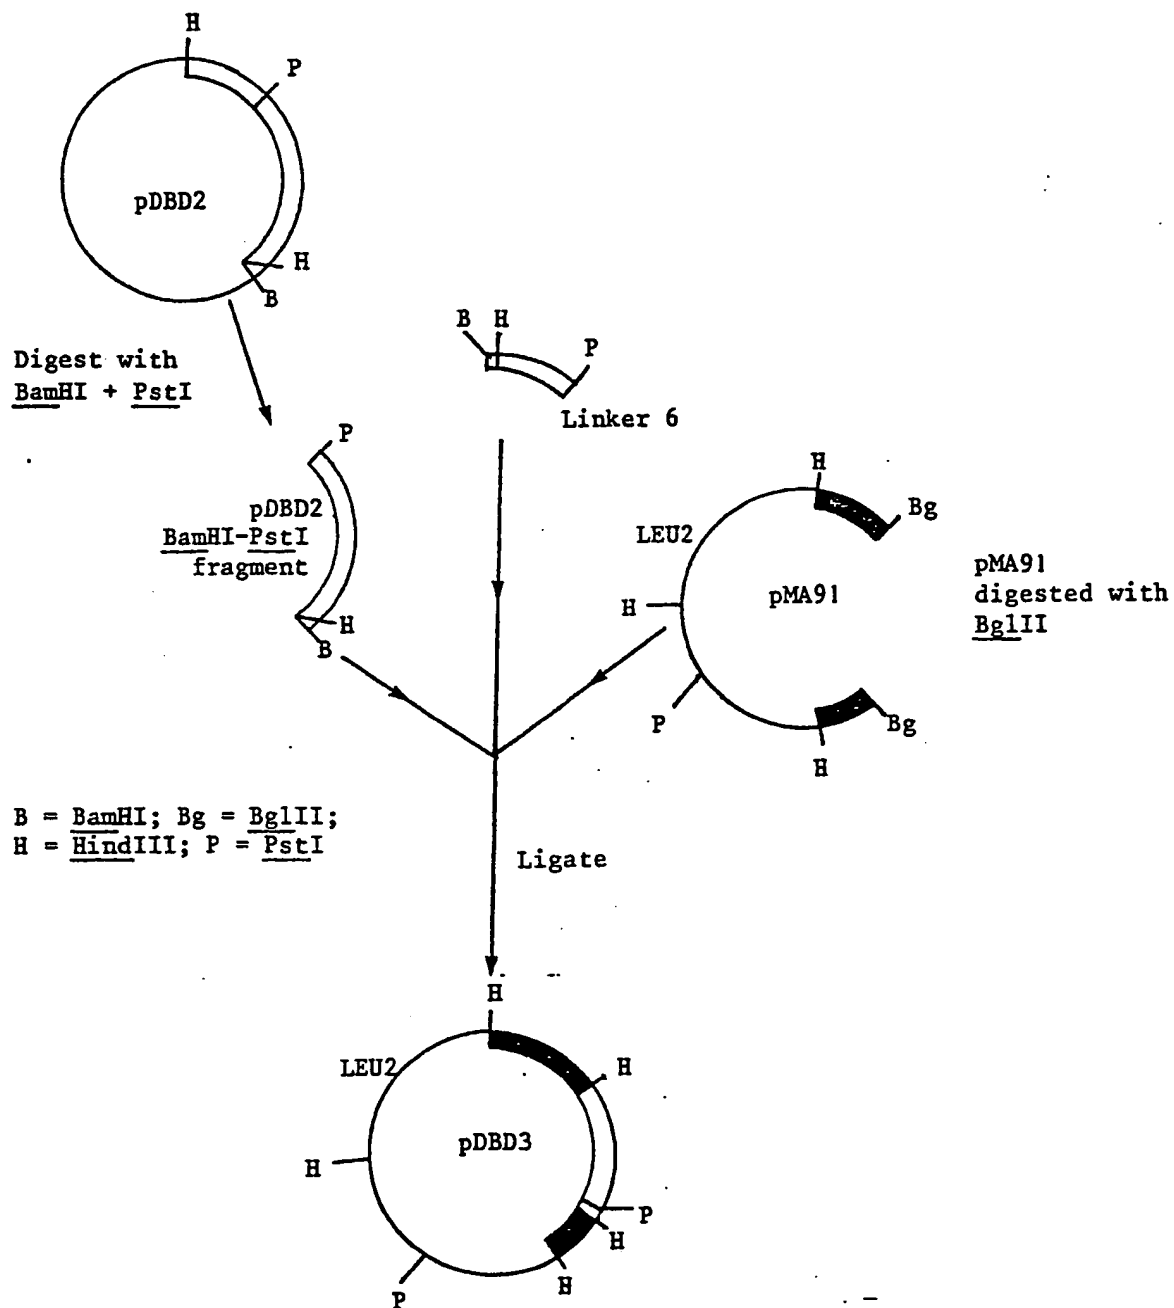 H
P
pDBD2
H
B
Digest with
BamHI + PstI
B H
P
Linker 6
P
pDBD2
BamHI-PstI
fragment
H
B
H
Bg
LEU2
pMA91
H
pMA91
digested with
BglII
P
Bg
H
B = BamHI; Bg = BglII;
H = HindIII; P = PstI
Ligate
H
LEU2
H
pDBD3
H
P
H
H
P